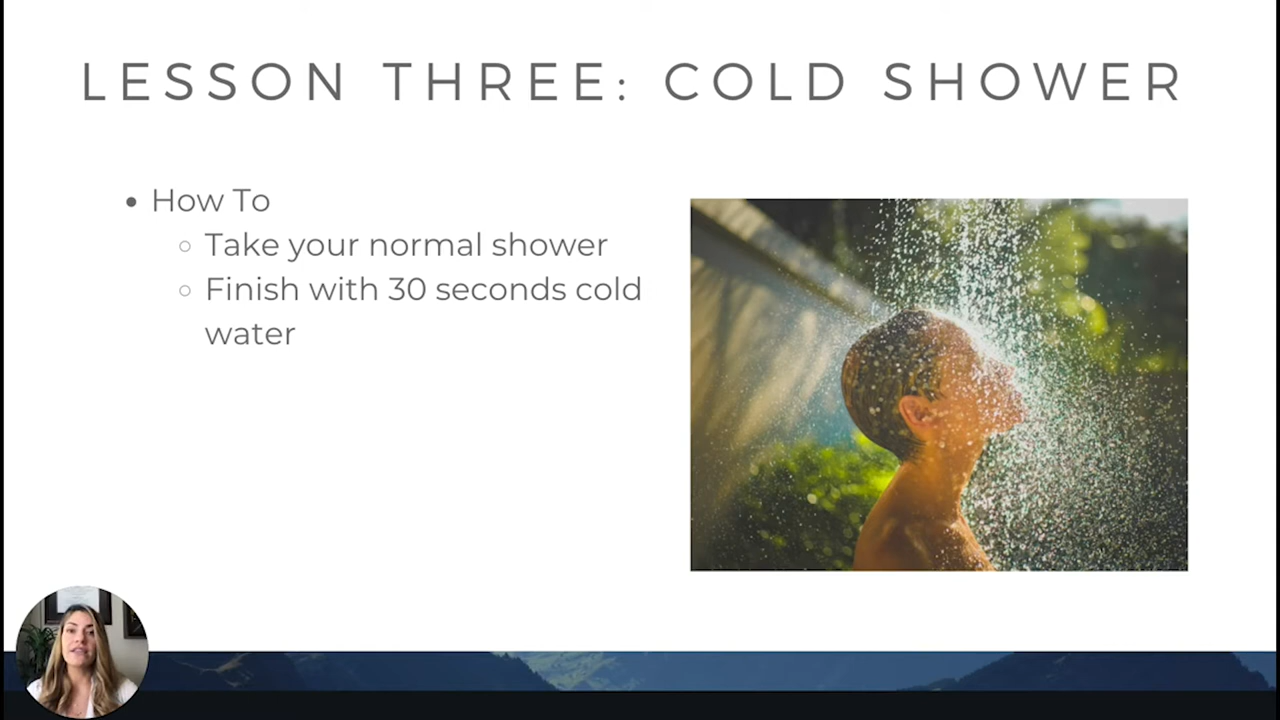 LESSON THREE: COLD SHOWER
How To
Take your normal shower
Finish with 30 seconds cold
water